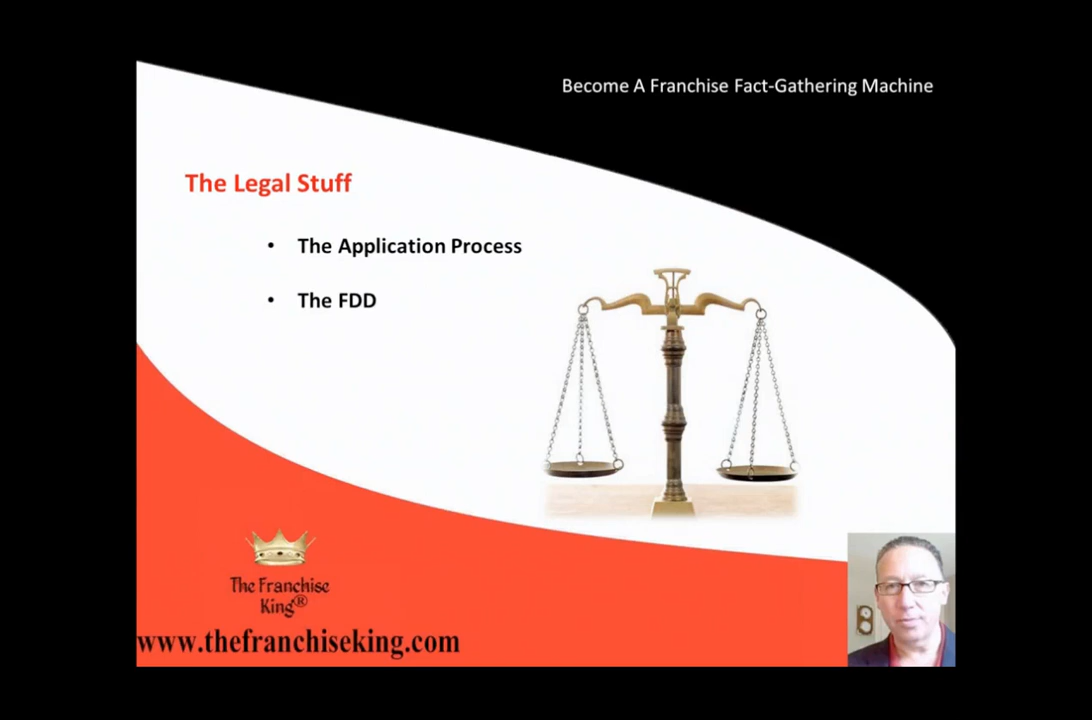 Become A Franchise Fact-Gathering Machine
The Legal Stuff
• The Application Process
• The FDD
The Franchise
King®
www.thefranchiseking.com